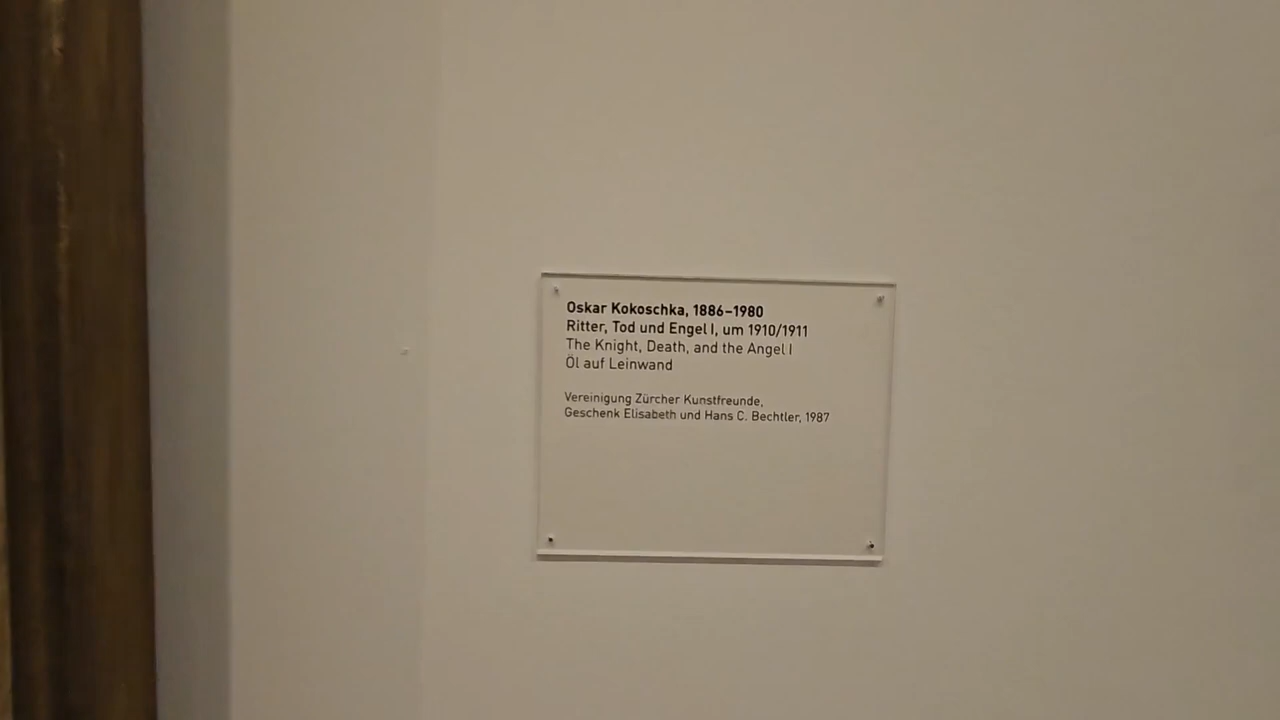 Oskar Kokoschka, 1886–1980
Ritter, Tod und Engel I, um 1910/1911
The Knight, Death, and the Angel I
Öl auf Leinwand
Vereinigung Zürcher Kunstfreunde,
Geschenk Elisabeth und Hans C. Bechtler, 1987